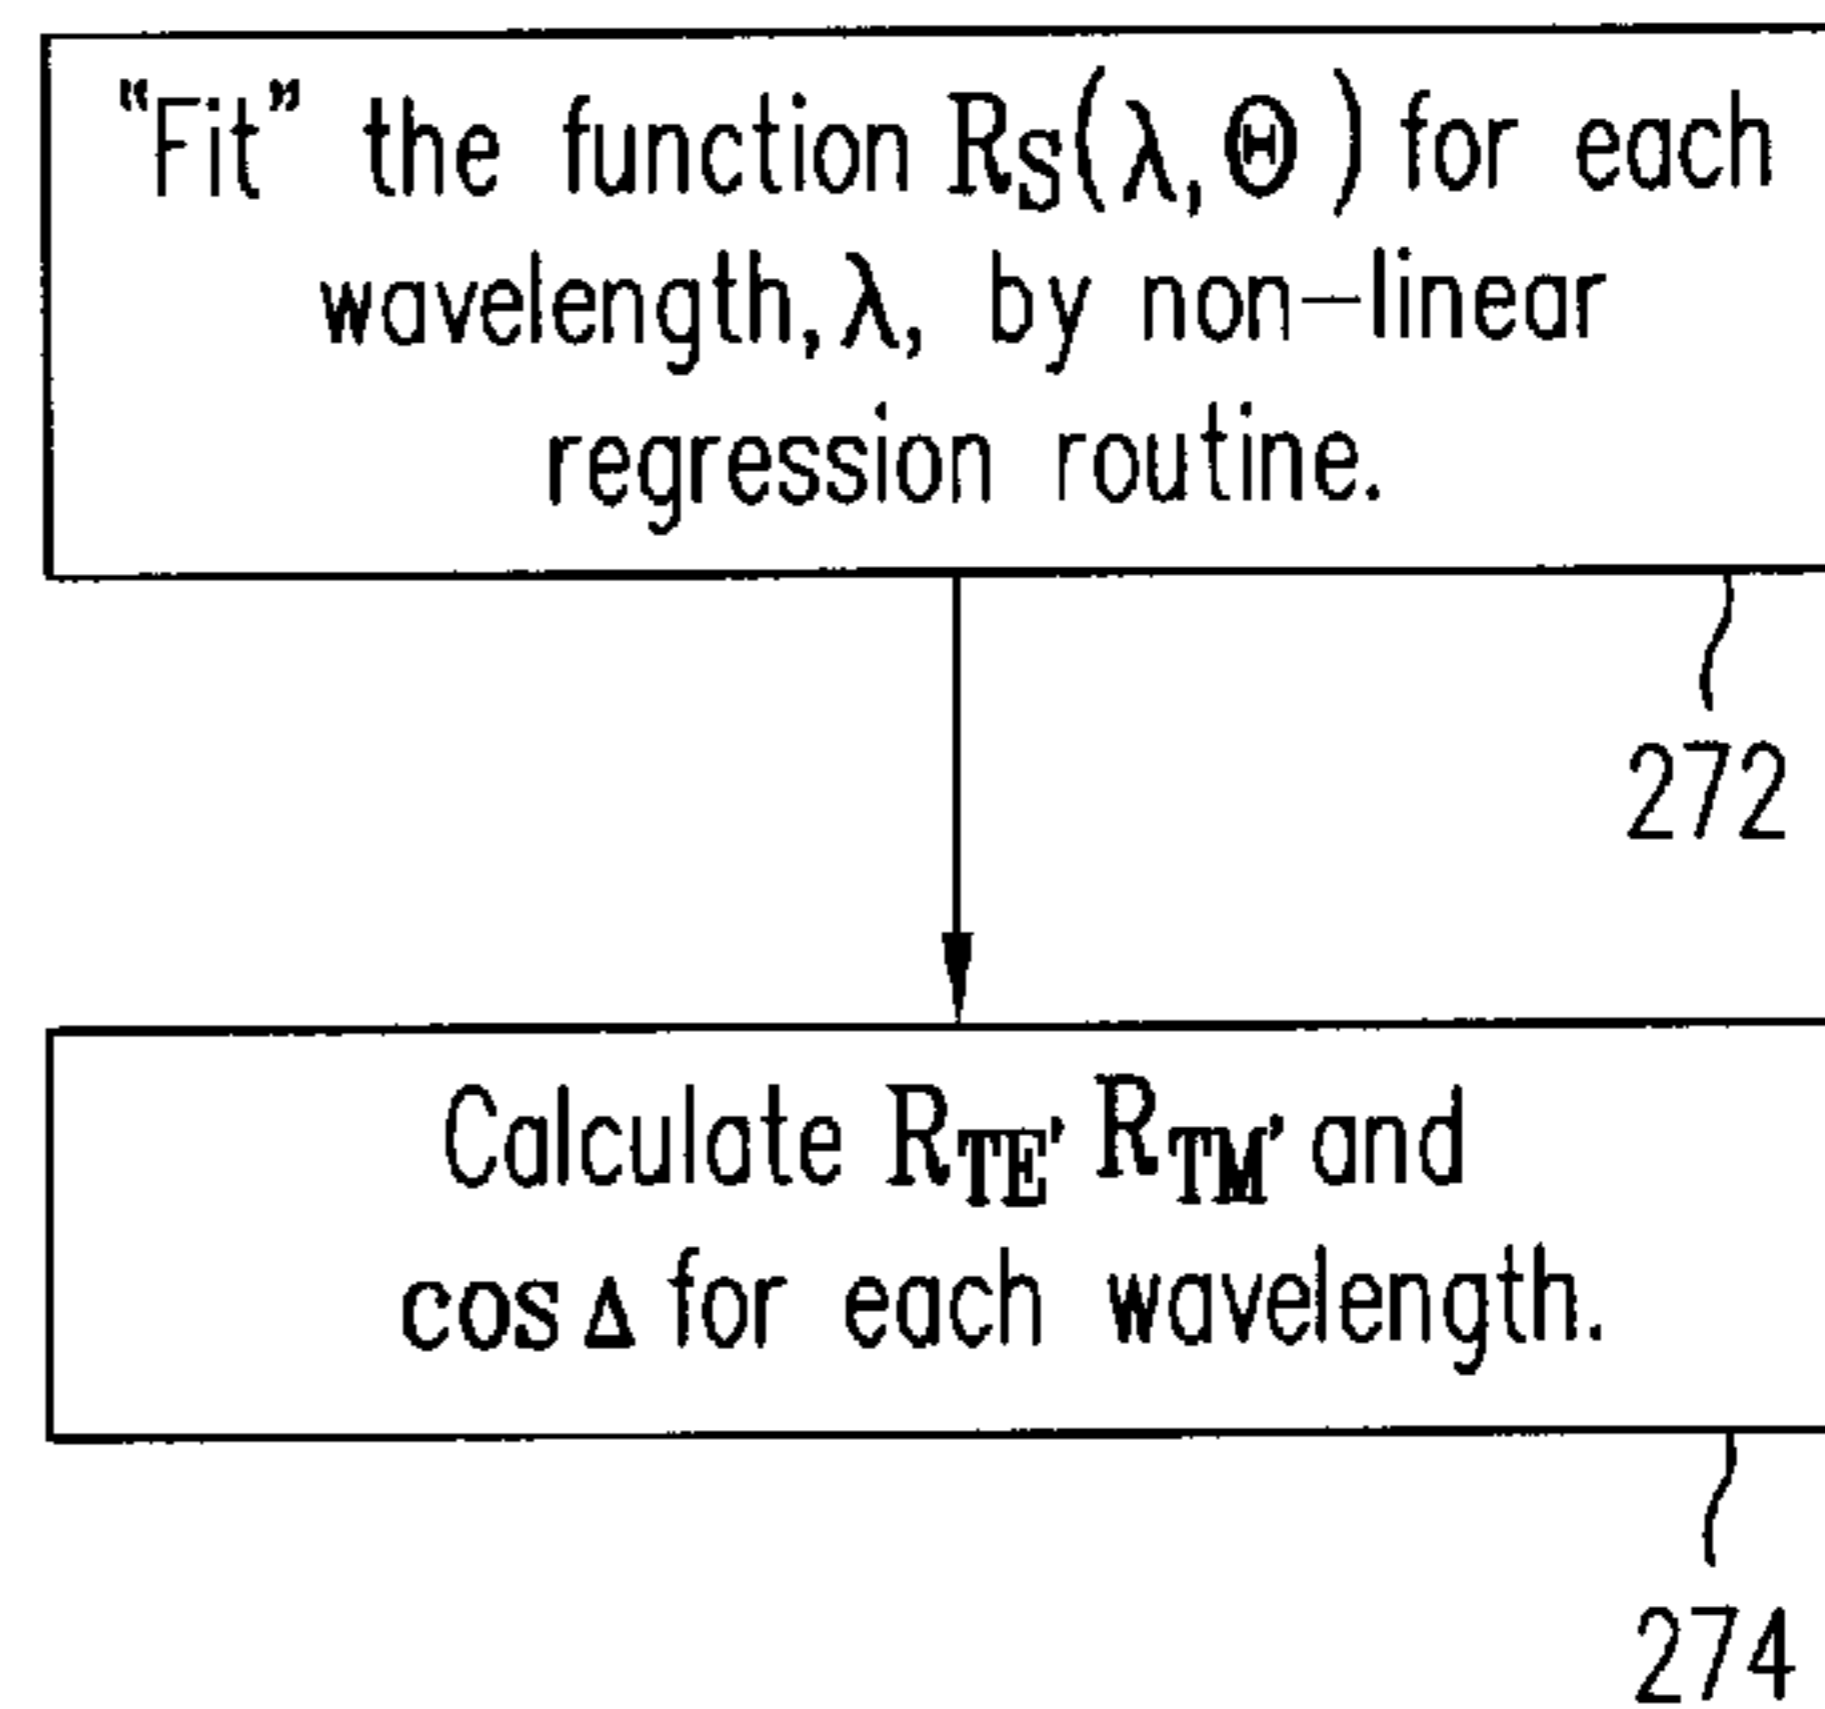 “Fit” the function RS(λ,Θ) for each
wavelength, λ, by non-linear
regression routine.
272
Calculate RTE, RTM, and
cos Δ for each wavelength.
274